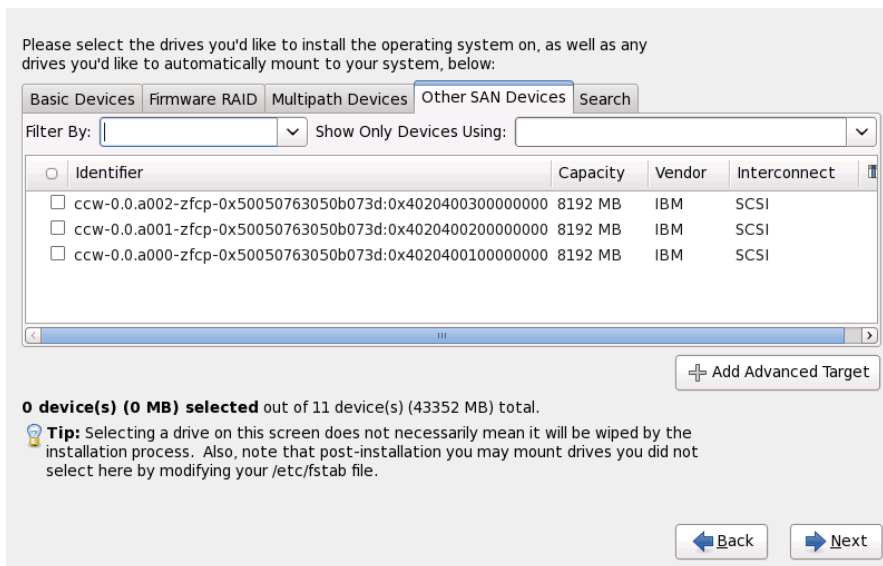 Please select the drives you'd like to install the operating system on, as well as any
drives you'd like to automatically mount to your system, below:
Basic Devices Firmware RAID Multipath Devices Other SAN Devices Search
Filter By: Show Only Devices Using:
Identifier Capacity Vendor Interconnect
ccw-0.0.a002-zfcp-0x50050763050b073d:0x4020400300000000 8192 MB IBM SCSI
ccw-0.0.a001-zfcp-0x50050763050b073d:0x4020400200000000 8192 MB IBM SCSI
ccw-0.0.a000-zfcp-0x50050763050b073d:0x4020400100000000 8192 MB IBM SCSI
Add Advanced Target
0 device(s) (0 MB) selected out of 11 device(s) (43352 MB) total.
Tip: Selecting a drive on this screen does not necessarily mean it will be wiped by the
installation process. Also, note that post-installation you may mount drives you did not
select here by modifying your /etc/fstab file.
Back Next